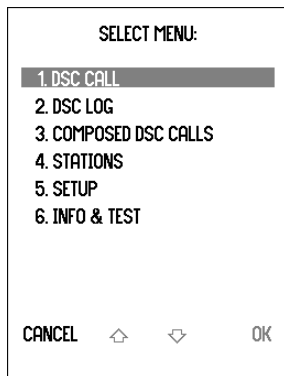 SELECT MENU:
1. DSC CALL
2. DSC LOG
3. COMPOSED DSC CALLS
4. STATIONS
5. SETUP
6. INFO & TEST
CANCEL OK